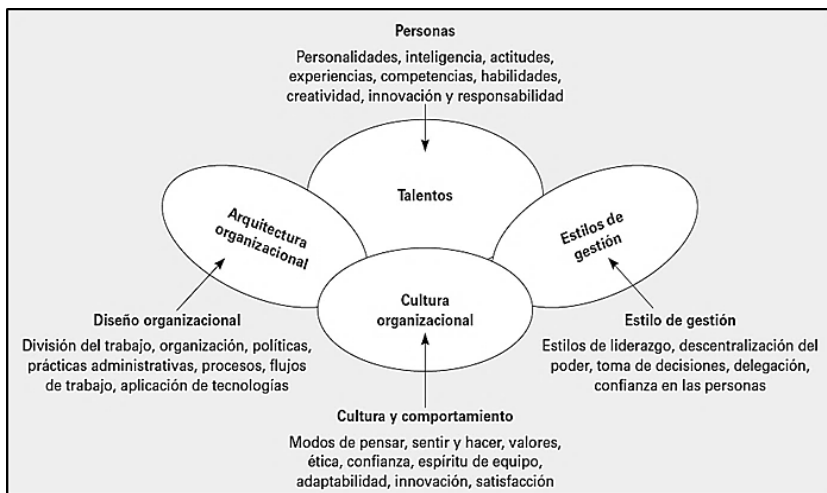 Personas
Personalidades, inteligencia, actitudes,
experiencias, competencias, habilidades,
creatividad, innovación y responsabilidad
Talentos
Arquitectura
organizacional
Estilos de
gestión
Cultura
organizacional
Diseño organizacional
División del trabajo, organización, políticas,
prácticas administrativas, procesos, flujos
de trabajo, aplicación de tecnologías
Estilo de gestión
Estilos de liderazgo, descentralización del
poder, toma de decisiones, delegación,
confianza en las personas
Cultura y comportamiento
Modos de pensar, sentir y hacer, valores,
ética, confianza, espíritu de equipo,
adaptabilidad, innovación, satisfacción